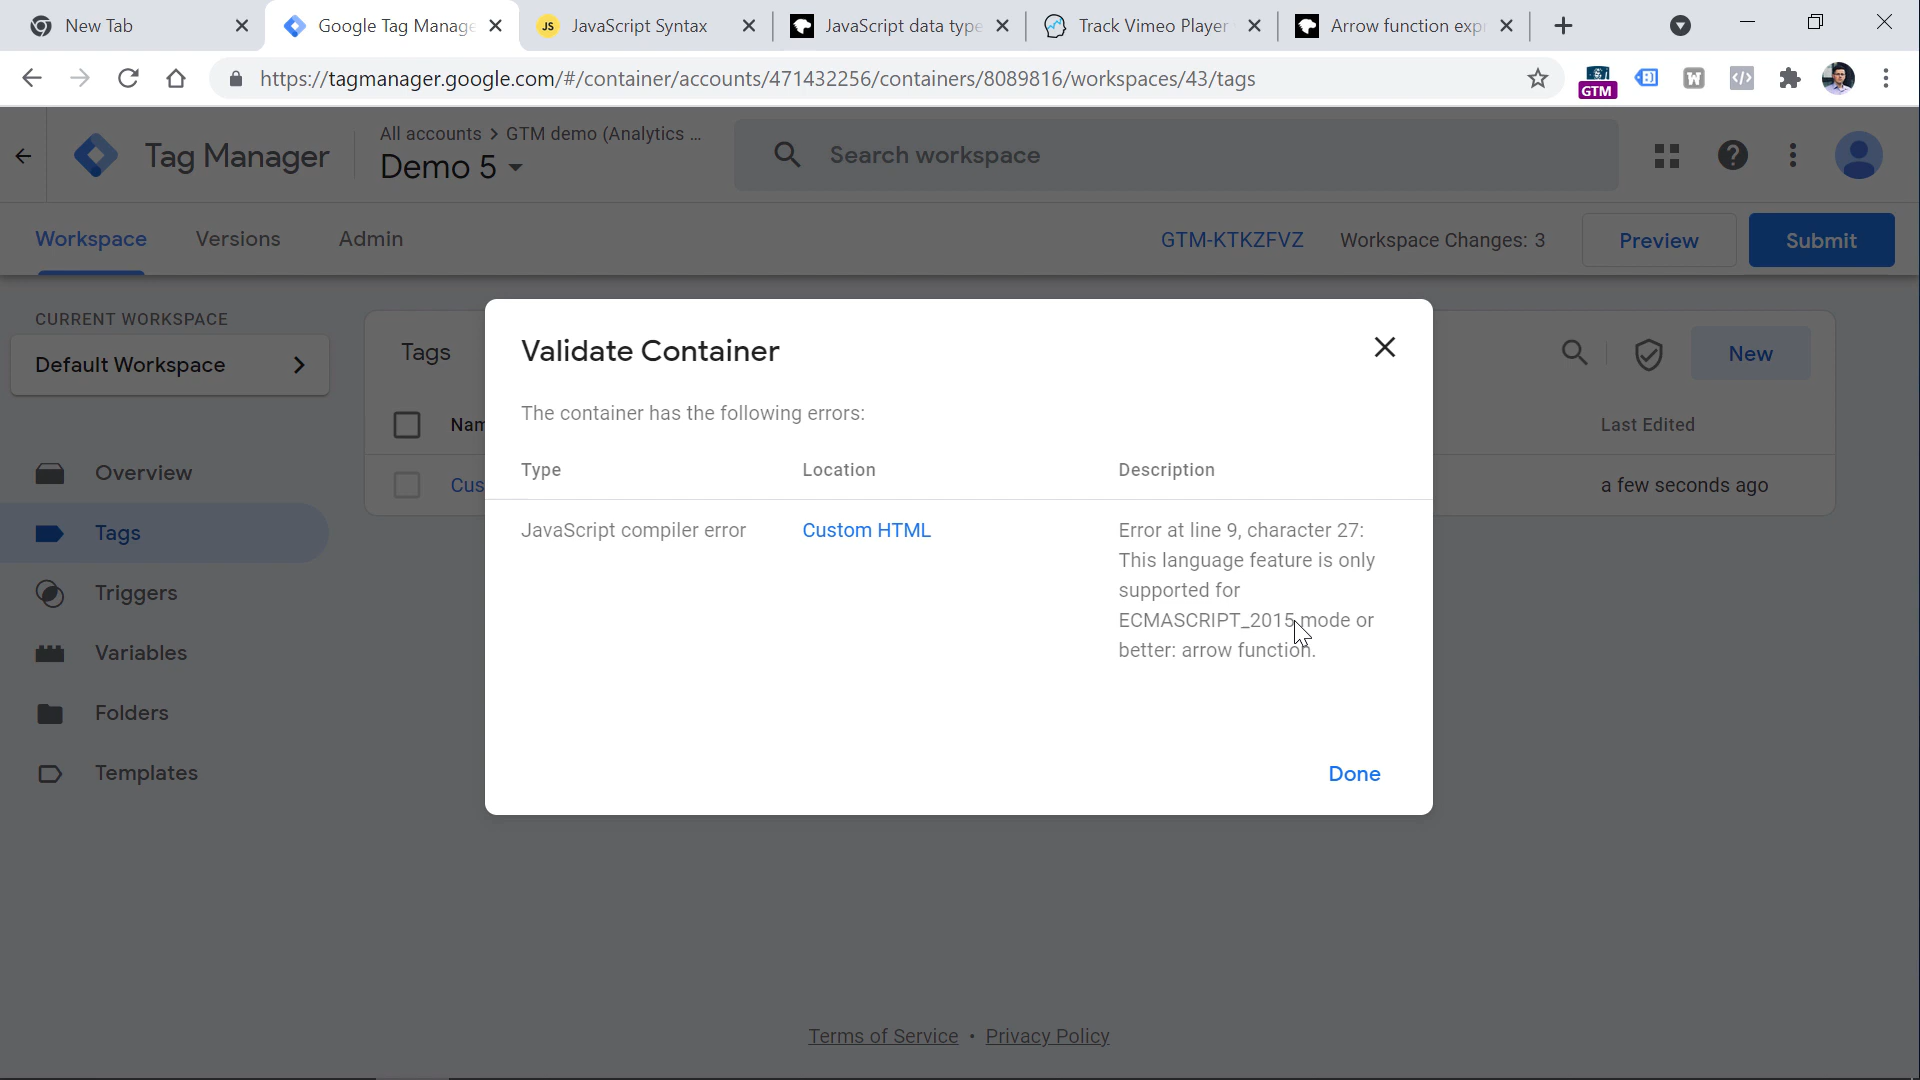 New Tab
Google Tag Manage
JS
JavaScript Syntax
JavaScript data type
Track Vimeo Player
Arrow function exp
https://tagmanager.google.com/#/container/accounts/471432256/containers/8089816/workspaces/43/tags
GTM
W
Tag Manager
All accounts > GTM demo (Analytics ...
Demo 5
Search workspace
Workspace
Versions
Admin
GTM-KTKZFVZ
Workspace Changes: 3
Preview
Submit
CURRENT WORKSPACE
Default Workspace
Overview
Tags
Triggers
Variables
Folders
Templates
Tags
New
Nam
Last Edited
Cus
a few seconds ago
Validate Container
The container has the following errors:
Type
Location
Description
JavaScript compiler error
Custom HTML
Error at line 9, character 27:
This language feature is only
supported for
ECMASCRIPT_2015 mode or
better: arrow function.
Done
Terms of Service • Privacy Policy